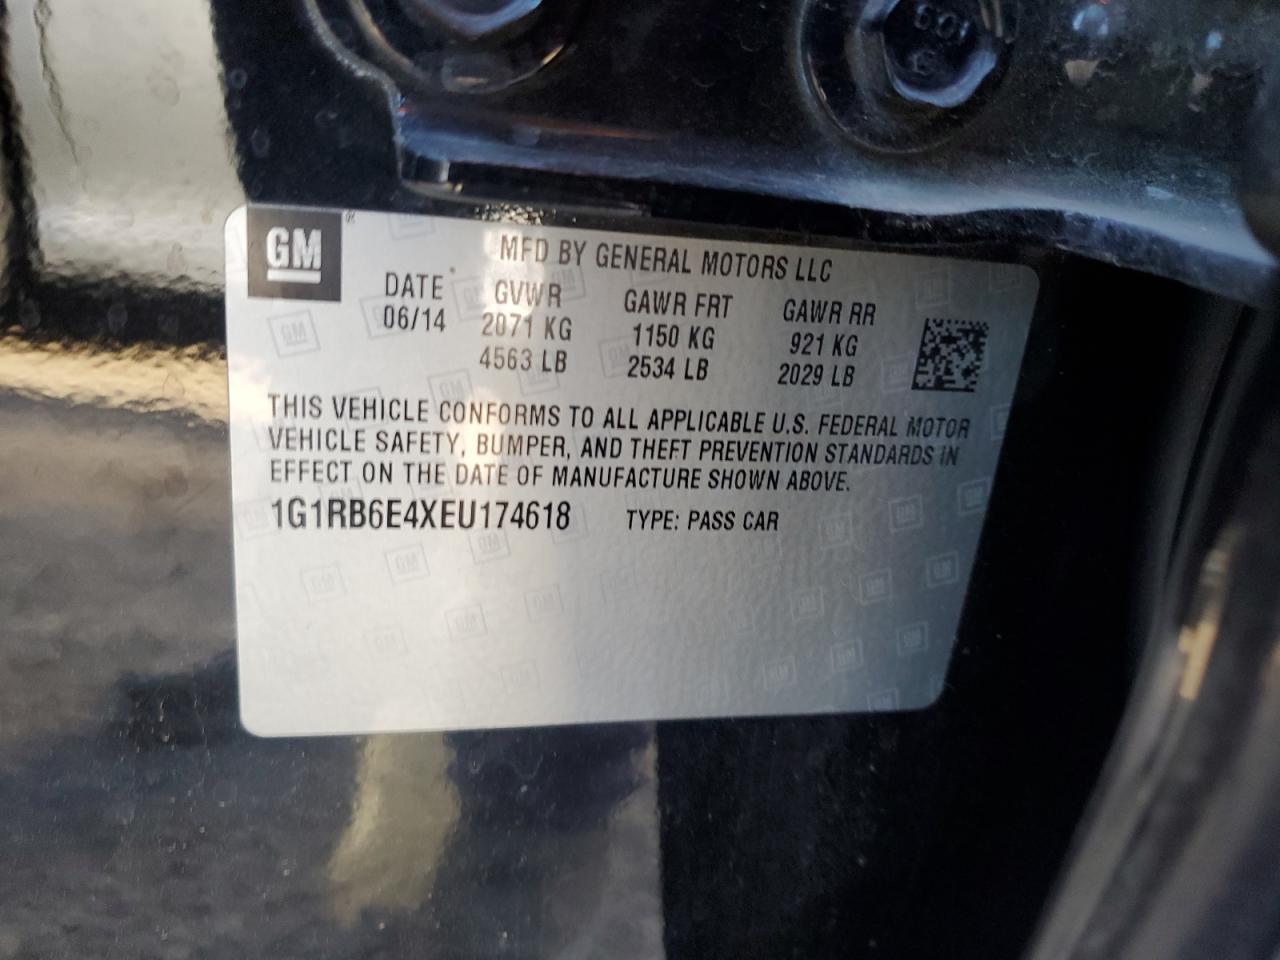 GM ®
MFD BY GENERAL MOTORS LLC
DATE GVWR GAWR FRT GAWR RR
06/14 2071 KG 1150 KG 921 KG
4563 LB 2534 LB 2029 LB
THIS VEHICLE CONFORMS TO ALL APPLICABLE U.S. FEDERAL MOTOR
VEHICLE SAFETY, BUMPER, AND THEFT PREVENTION STANDARDS IN
EFFECT ON THE DATE OF MANUFACTURE SHOWN ABOVE.
1G1RB6E4XEU174618 TYPE: PASS CAR